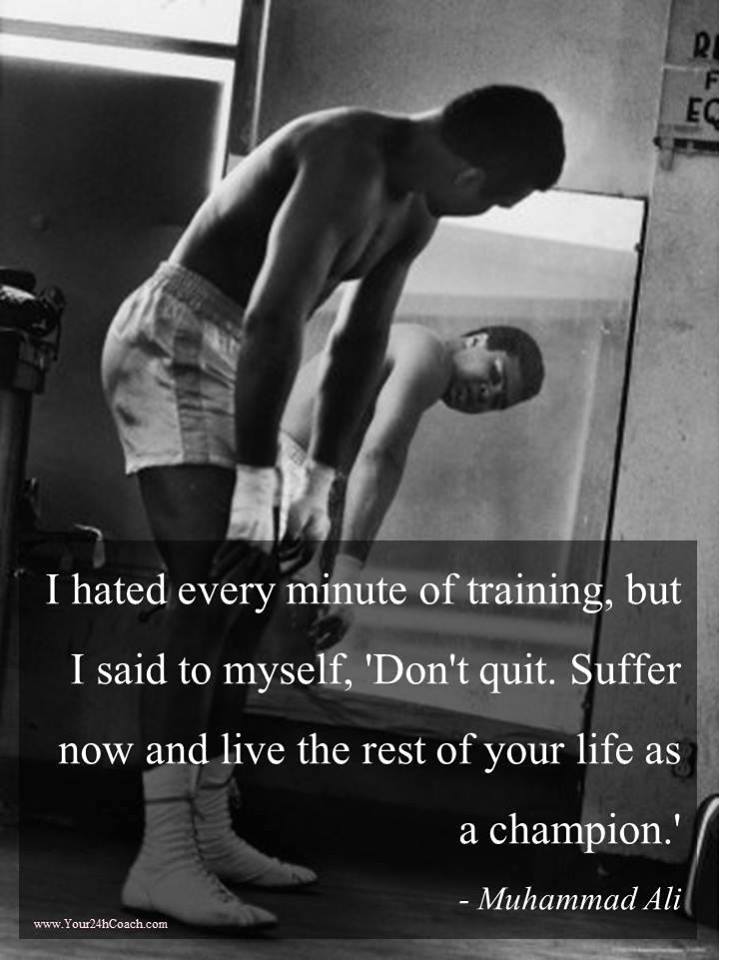 R
F
EQ
I hated every minute of training, but
I said to myself, 'Don't quit. Suffer
now and live the rest of your life as
a champion.'
- Muhammad Ali
www.Your24hCoach.com